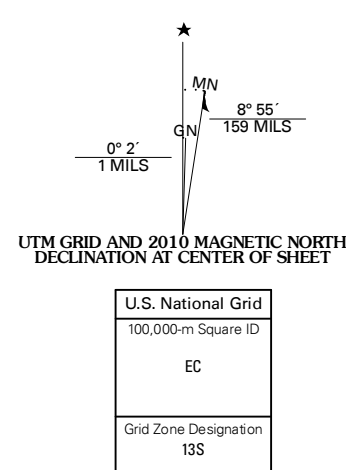 ★
MN
8° 55´
159 MILS
GN
0° 2´
1 MILS
UTM GRID AND 2010 MAGNETIC NORTH
DECLINATION AT CENTER OF SHEET
U.S. National Grid
100,000-m Square ID
EC
Grid Zone Designation
13S